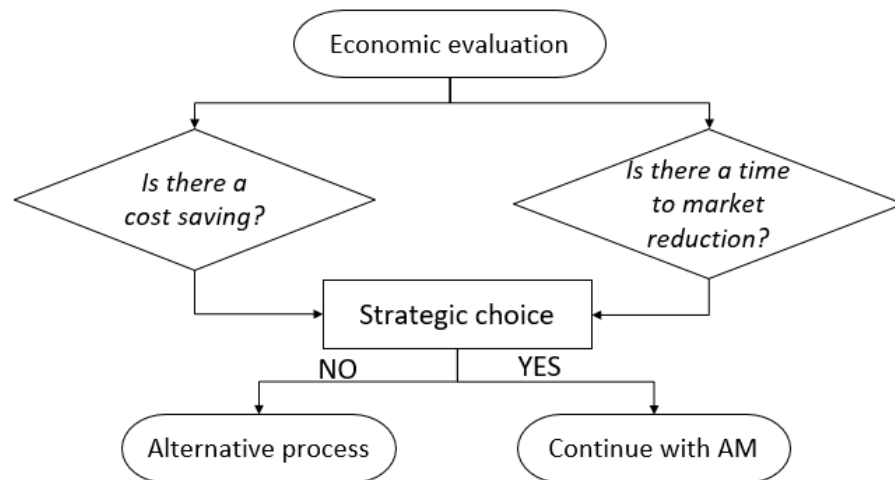 Economic evaluation
Is there a
cost saving?
Is there a time
to market
reduction?
Strategic choice
NO
YES
Alternative process
Continue with AM